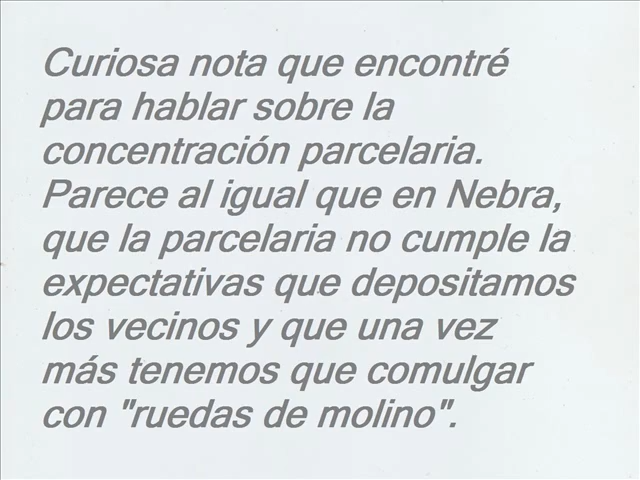 Curiosa nota que encontré
para hablar sobre la
concentración parcelaria.
Parece al igual que en Nebra,
que la parcelaria no cumple la
expectativas que depositamos
los vecinos y que una vez
más tenemos que comulgar
con "ruedas de molino".